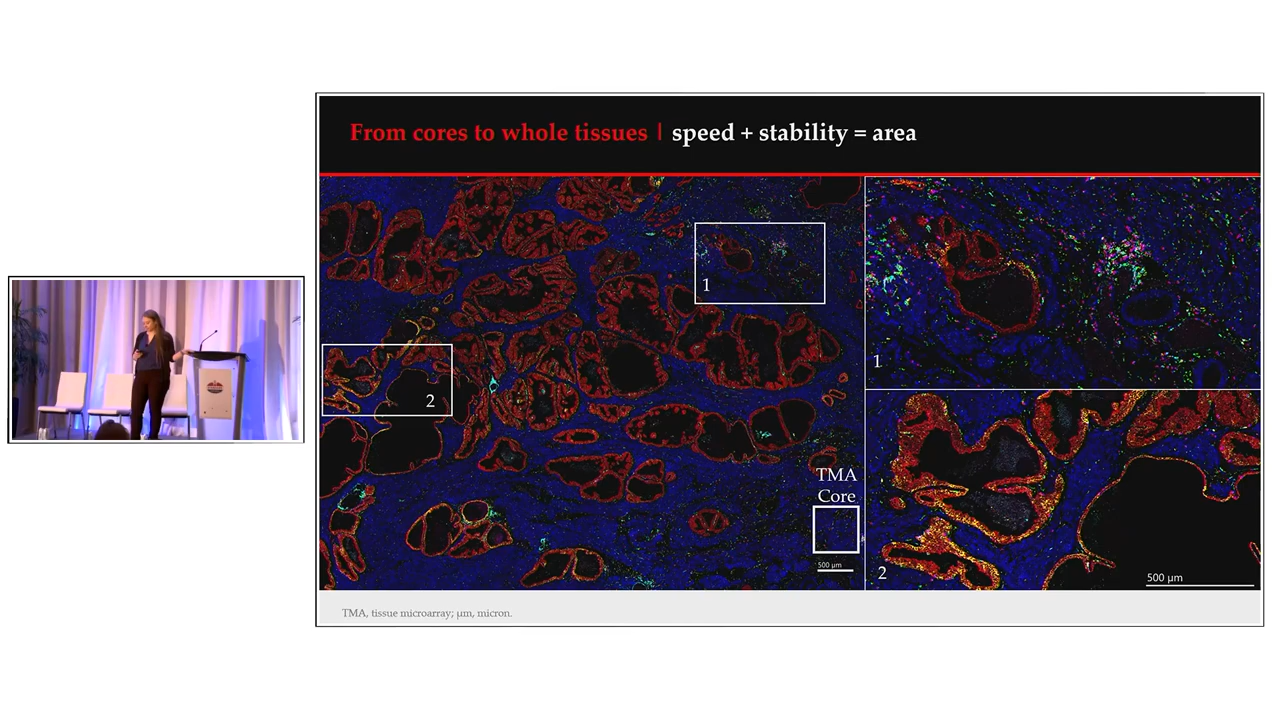 From cores to whole tissues | speed + stability = area
1
2
TMA
Core
500 µm
1
2
500 µm
TMA, tissue microarray; µm, micron.